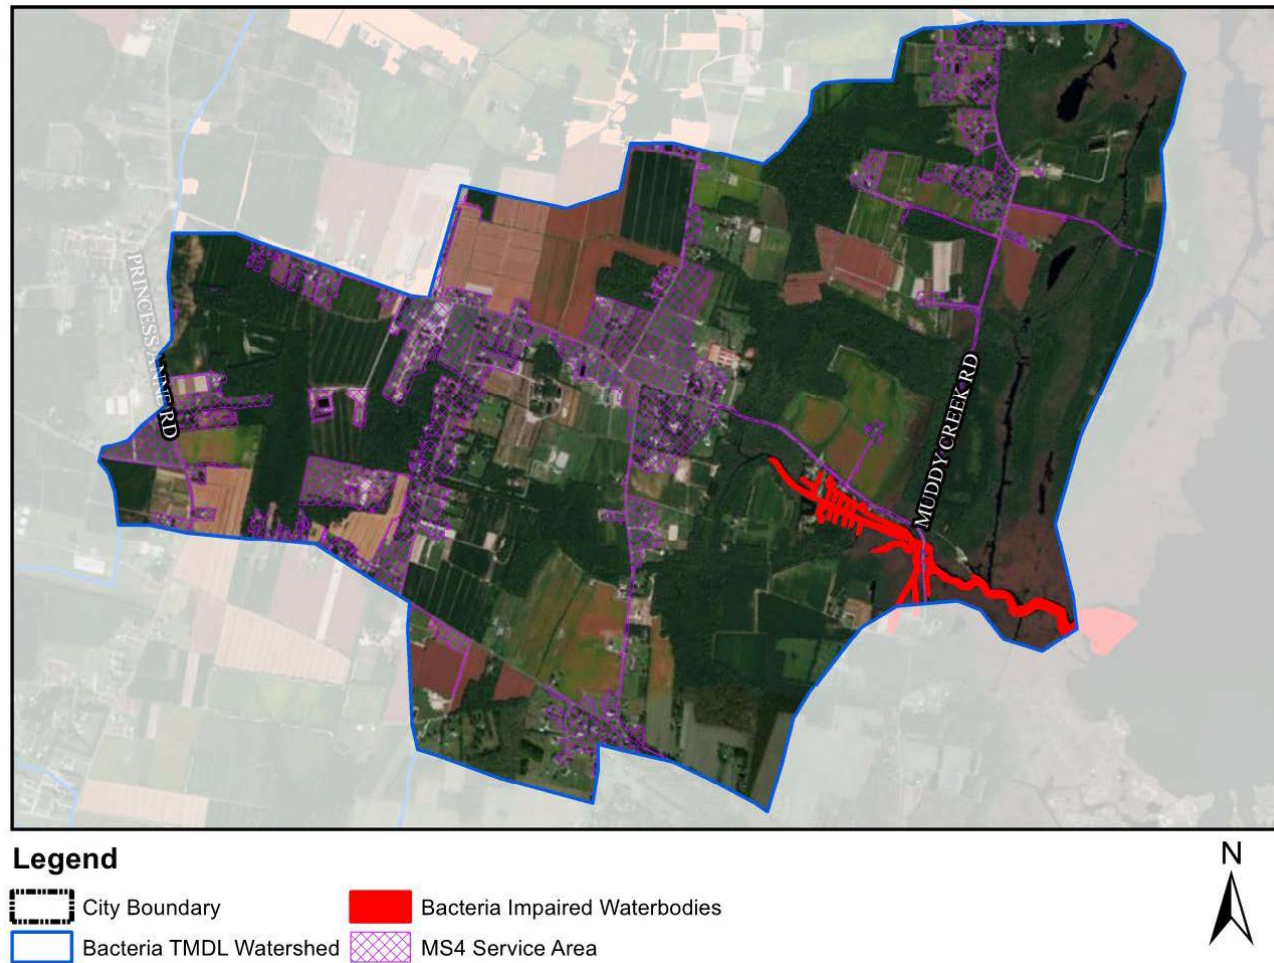 PRINCESS ANNE RD
MUDDY CREEK RD
Legend
N
City Boundary
Bacteria Impaired Waterbodies
Bacteria TMDL Watershed
MS4 Service Area